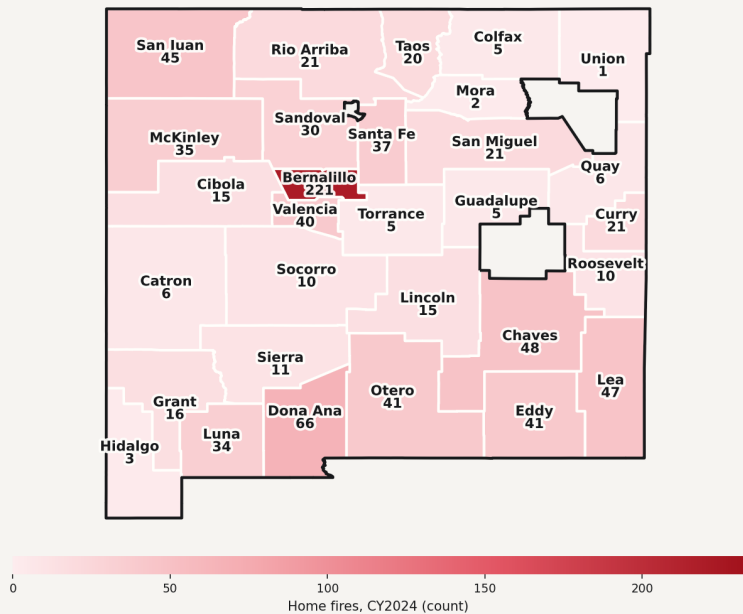 San Juan
45
Rio Arriba
21
Taos
20
Colfax
5
Union
1
Mora
2
Sandoval
30
Santa Fe
37
McKinley
35
San Miguel
21
Quay
6
Cibola
15
Bernalillo
221
Valencia
40
Torrance
5
Guadalupe
5
Curry
21
Roosevelt
10
Catron
6
Socorro
10
Lincoln
15
Chaves
48
Sierra
11
Grant
16
Luna
34
Dona Ana
66
Otero
41
Eddy
41
Lea
47
Hidalgo
3
0 50 100 150 200
Home fires, CY2024 (count)